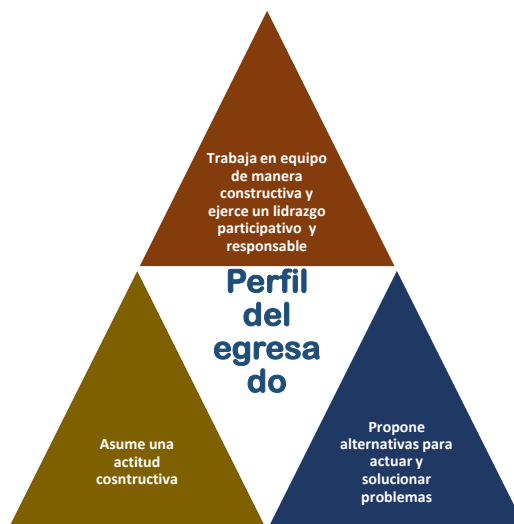 Trabaja en equipo
de manera
constructiva y
ejerce un lidrazgo
participativo y
responsable
Perfil
del
egresa
do
Asume una
actitud
cosntructiva
Propone
alternativas para
actuar y
solucionar
problemas